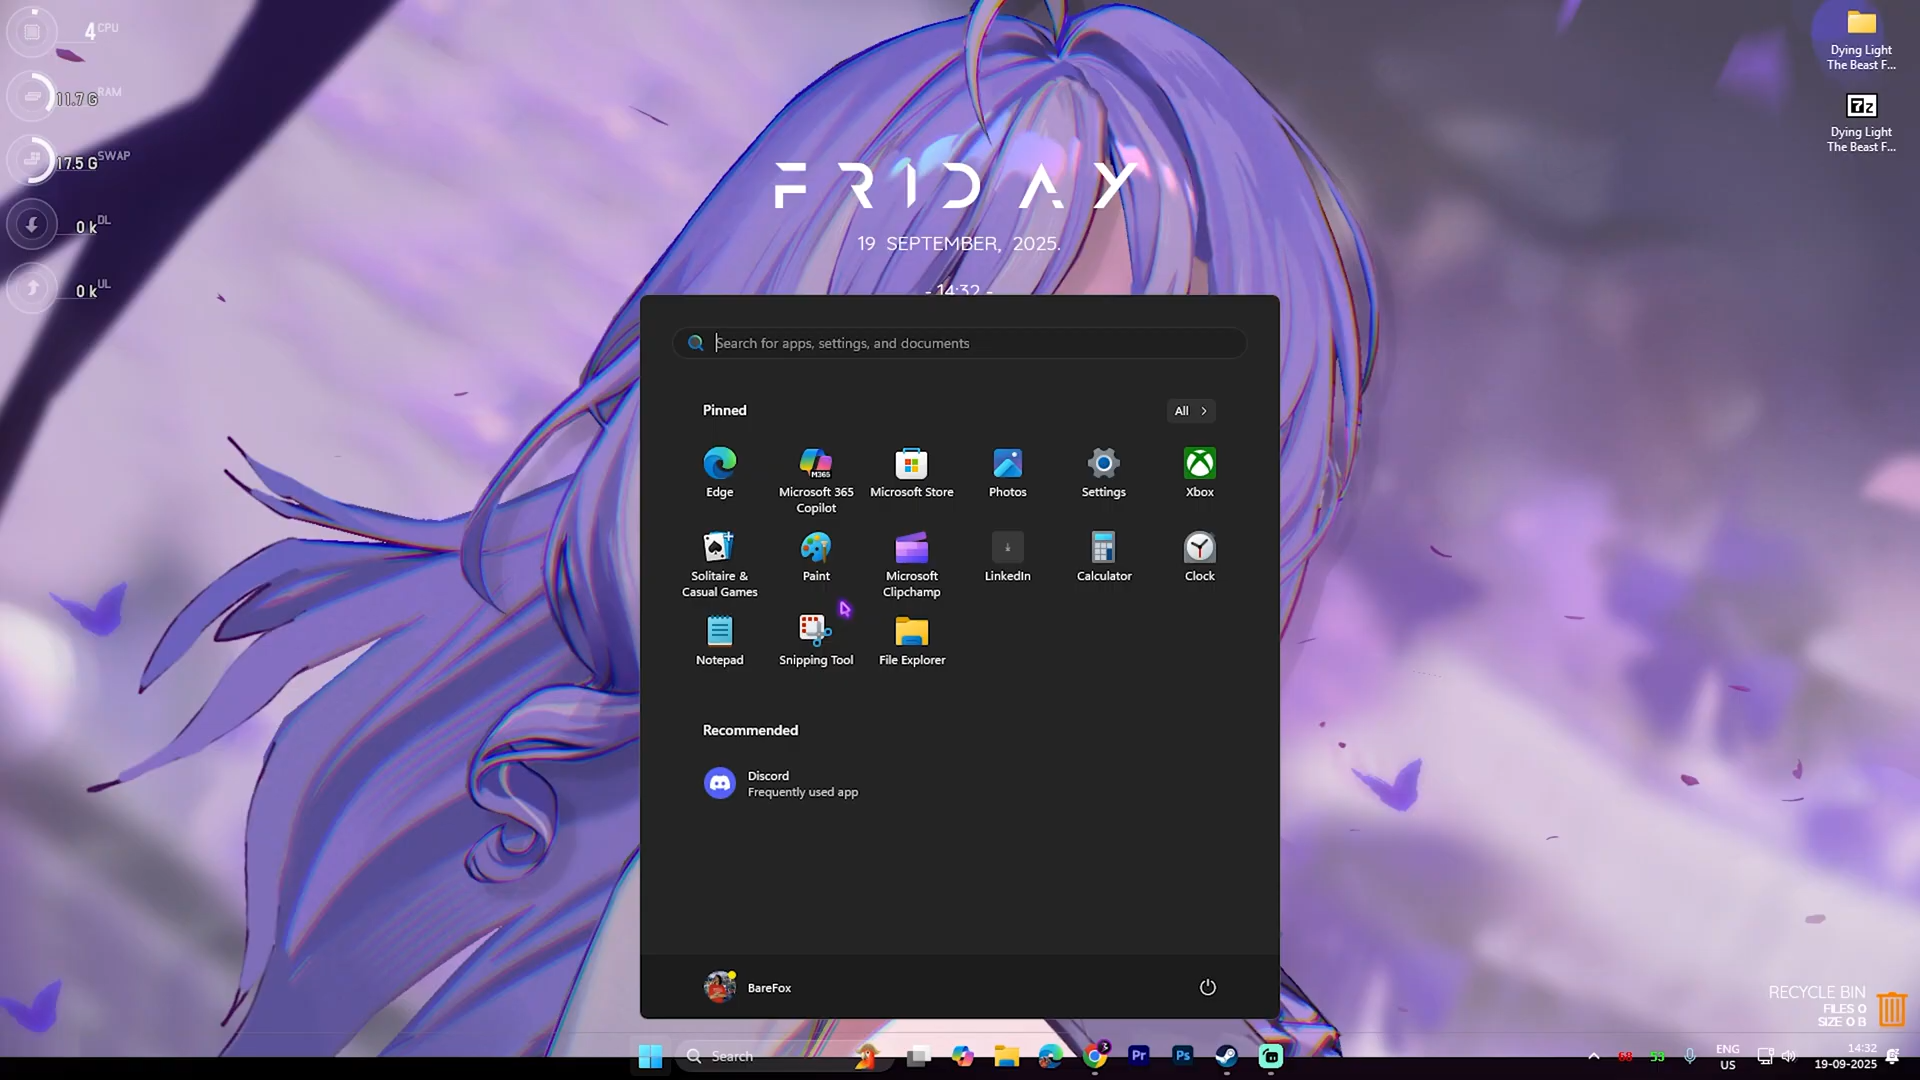 4 CPU
11.7 G RAM
17.5 G SWAP
0 k DL
0 k UL
FRIDAY
19 SEPTEMBER, 2025.
- 14:32 -
Dying Light
The Beast F...
7z
Dying Light
The Beast F...
Search for apps, settings, and documents
Pinned
All
Edge
M365
Microsoft 365
Copilot
Microsoft Store
Photos
Settings
Xbox
Solitaire &
Casual Games
Paint
Microsoft
Clipchamp
LinkedIn
Calculator
Clock
Notepad
Snipping Tool
File Explorer
Recommended
Discord
Frequently used app
BareFox
RECYCLE BIN
FILES 0
SIZE 0 B
Search
Pr
Ps
68
53
ENG
US
14:32
19-09-2025